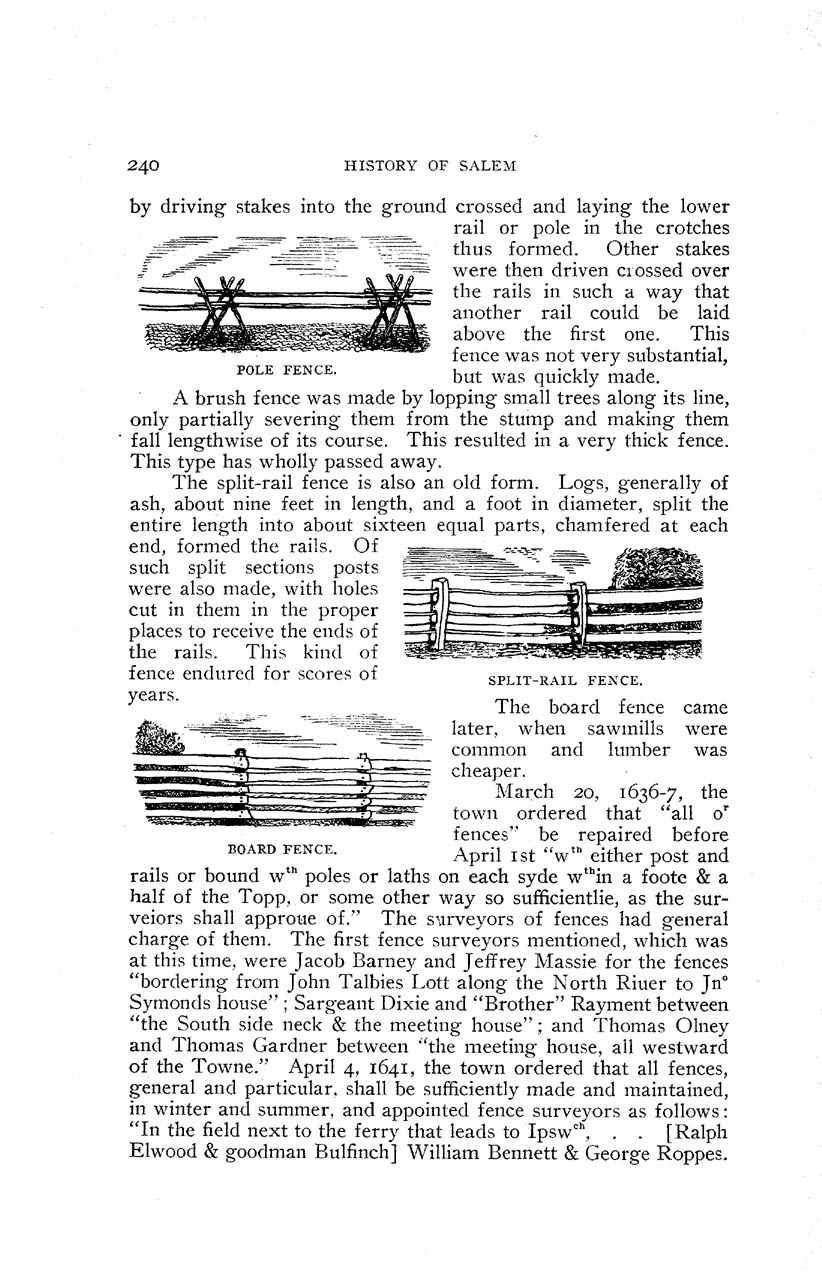 240 HISTORY OF SALEM
by driving stakes into the ground crossed and laying the lower
rail or pole in the crotches
thus formed. Other stakes
were then driven crossed over
the rails in such a way that
another rail could be laid
above the first one. This
fence was not very substantial,
but was quickly made.
POLE FENCE.
A brush fence was made by lopping small trees along its line,
only partially severing them from the stump and making them
fall lengthwise of its course. This resulted in a very thick fence.
This type has wholly passed away.
The split-rail fence is also an old form. Logs, generally of
ash, about nine feet in length, and a foot in diameter, split the
entire length into about sixteen equal parts, chamfered at each
end, formed the rails. Of
such split sections posts
were also made, with holes
cut in them in the proper
places to receive the ends of
the rails. This kind of
fence endured for scores of
years.
SPLIT-RAIL FENCE.
The board fence came
later, when sawmills were
common and lumber was
cheaper.
March 20, 1636-7, the
town ordered that “all oʳ
fences” be repaired before
April 1st “wᵗʰ either post and
BOARD FENCE.
rails or bound wᵗʰ poles or laths on each syde wᵗʰin a foote & a
half of the Topp, or some other way so sufficientlie, as the sur-
veiors shall approue of.” The surveyors of fences had general
charge of them. The first fence surveyors mentioned, which was
at this time, were Jacob Barney and Jeffrey Massie for the fences
“bordering from John Talbies Lott along the North Riuer to Jnº
Symonds house” ; Sargeant Dixie and “Brother” Rayment between
“the South side neck & the meeting house” ; and Thomas Olney
and Thomas Gardner between “the meeting house, all westward
of the Towne.” April 4, 1641, the town ordered that all fences,
general and particular, shall be sufficiently made and maintained,
in winter and summer, and appointed fence surveyors as follows:
“In the field next to the ferry that leads to Ipswᶜʰ, . . [Ralph
Elwood & goodman Bulfinch] William Bennett & George Roppes.